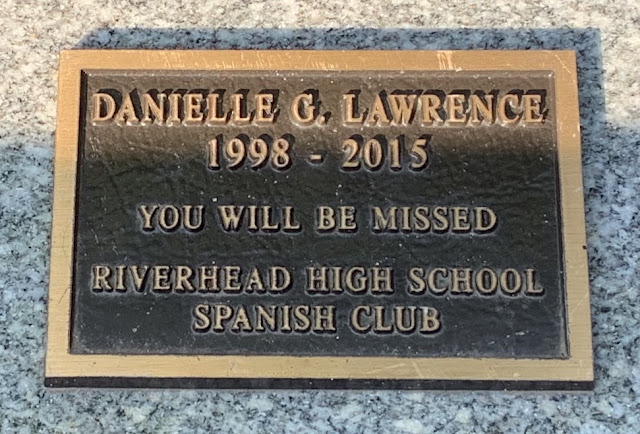 DANIELLE G. LAWRENCE
1998 - 2015
YOU WILL BE MISSED
RIVERHEAD HIGH SCHOOL
SPANISH CLUB